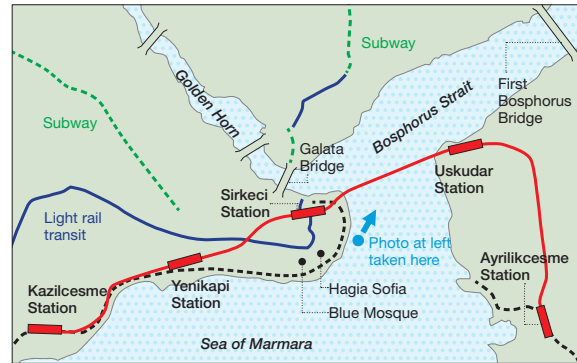 Subway
Golden Horn
Subway
Bosphorus Strait
First
Bosphorus
Bridge
Galata
Bridge
Sirkeci
Station
Uskudar
Station
Light rail
transit
Photo at left
taken here
Ayrilikcesme
Station
Kazilcesme
Station
Yenikapi
Station
Hagia Sofia
Blue Mosque
Sea of Marmara